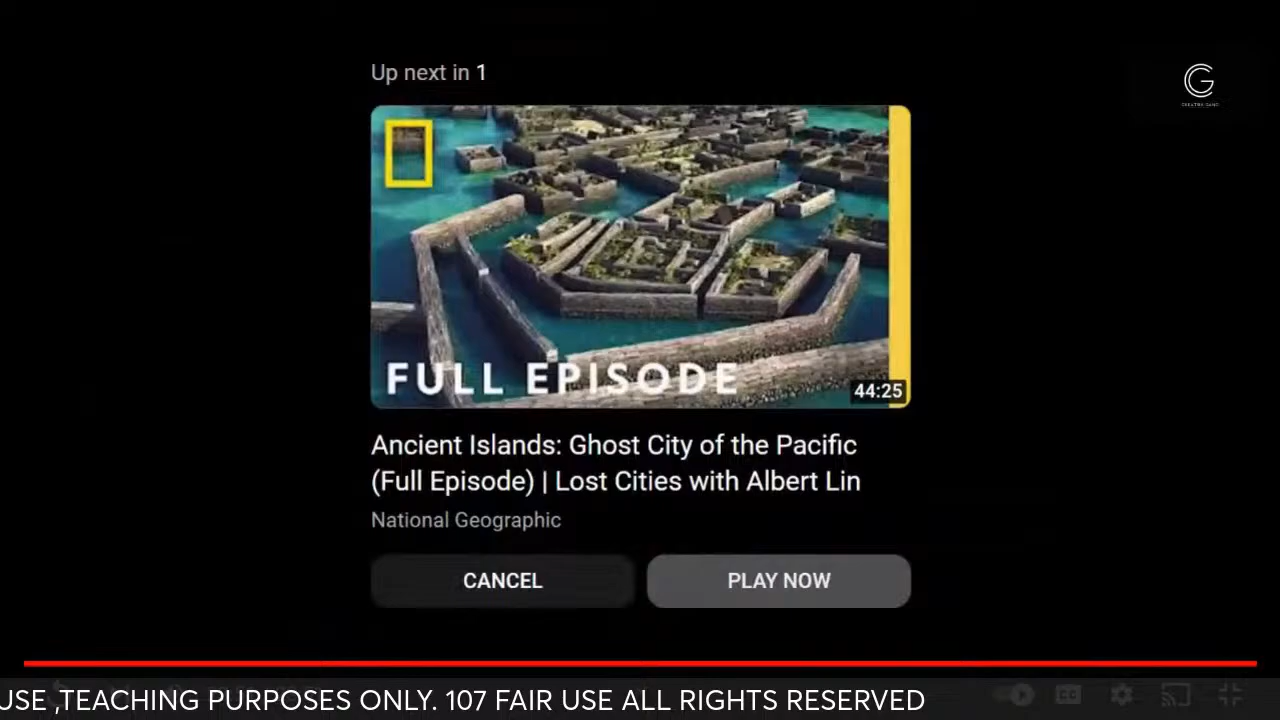 Up next in 1
FULL EPISODE
44:25
Ancient Islands: Ghost City of the Pacific
(Full Episode) | Lost Cities with Albert Lin
National Geographic
CANCEL
PLAY NOW
USE ,TEACHING PURPOSES ONLY. 107 FAIR USE ALL RIGHTS RESERVED
CC